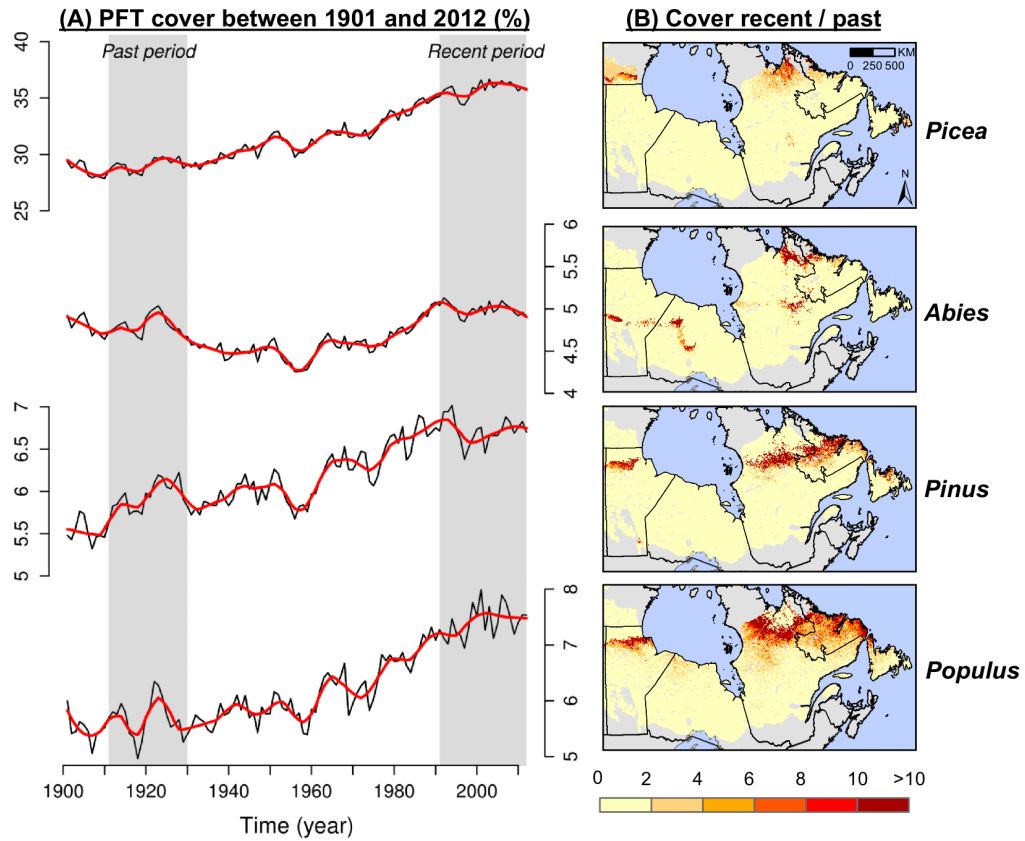 (A) PFT cover between 1901 and 2012 (%)
(B) Cover recent / past
Past period
Recent period
40
35
30
25
6
5.5
5
4.5
4
7
6.5
6
5.5
5
8
7
6
5
1900 1920 1940 1960 1980 2000
Time (year)
KM
0 250 500
N
Picea
Abies
Pinus
Populus
0 2 4 6 8 10 >10